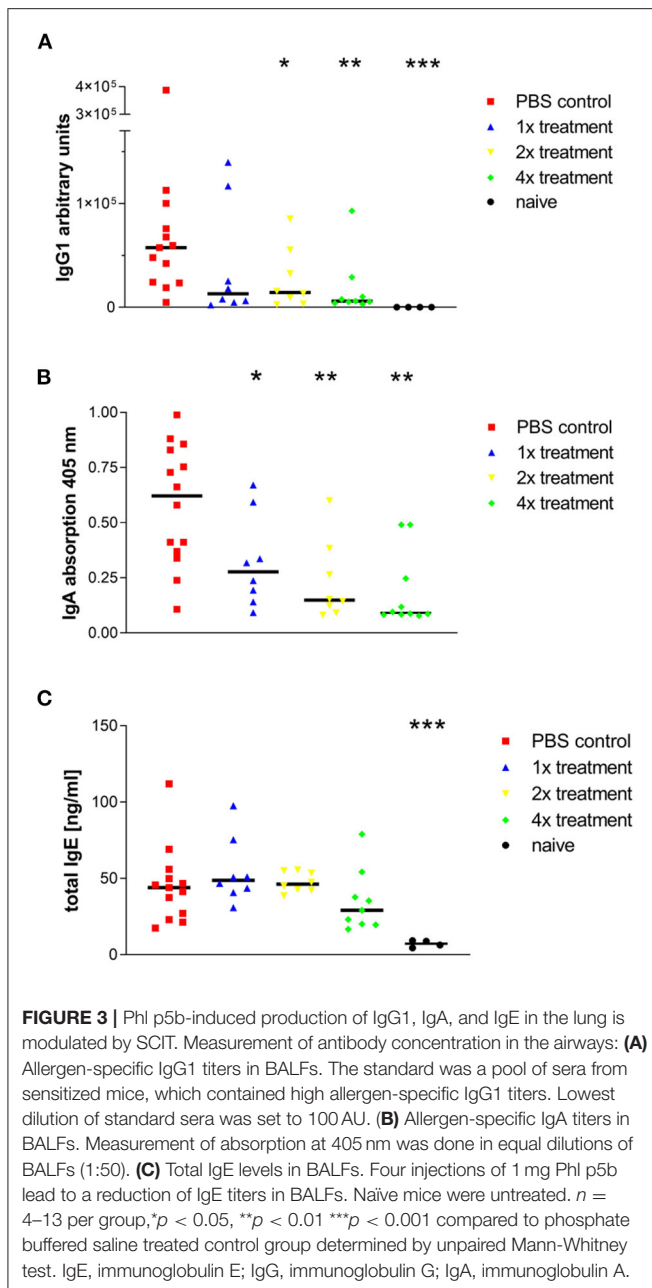 A
* ** ***
4×10⁵
3×10⁵
1×10⁵
0
IgG1 arbitrary units
PBS control
1x treatment
2x treatment
4x treatment
naive
B
* ** **
1.00
0.75
0.50
0.25
0.00
IgA absorption 405 nm
PBS control
1x treatment
2x treatment
4x treatment
C
***
150
100
50
0
total IgE [ng/ml]
PBS control
1x treatment
2x treatment
4x treatment
naive
FIGURE 3 | Phl p5b-induced production of IgG1, IgA, and IgE in the lung is
modulated by SCIT. Measurement of antibody concentration in the airways: (A)
Allergen-specific IgG1 titers in BALFs. The standard was a pool of sera from
sensitized mice, which contained high allergen-specific IgG1 titers. Lowest
dilution of standard sera was set to 100 AU. (B) Allergen-specific IgA titers in
BALFs. Measurement of absorption at 405 nm was done in equal dilutions of
BALFs (1:50). (C) Total IgE levels in BALFs. Four injections of 1 mg Phl p5b
lead to a reduction of IgE titers in BALFs. Naïve mice were untreated. n =
4–13 per group,*p < 0.05, **p < 0.01 ***p < 0.001 compared to phosphate
buffered saline treated control group determined by unpaired Mann-Whitney
test. IgE, immunoglobulin E; IgG, immunoglobulin G; IgA, immunoglobulin A.